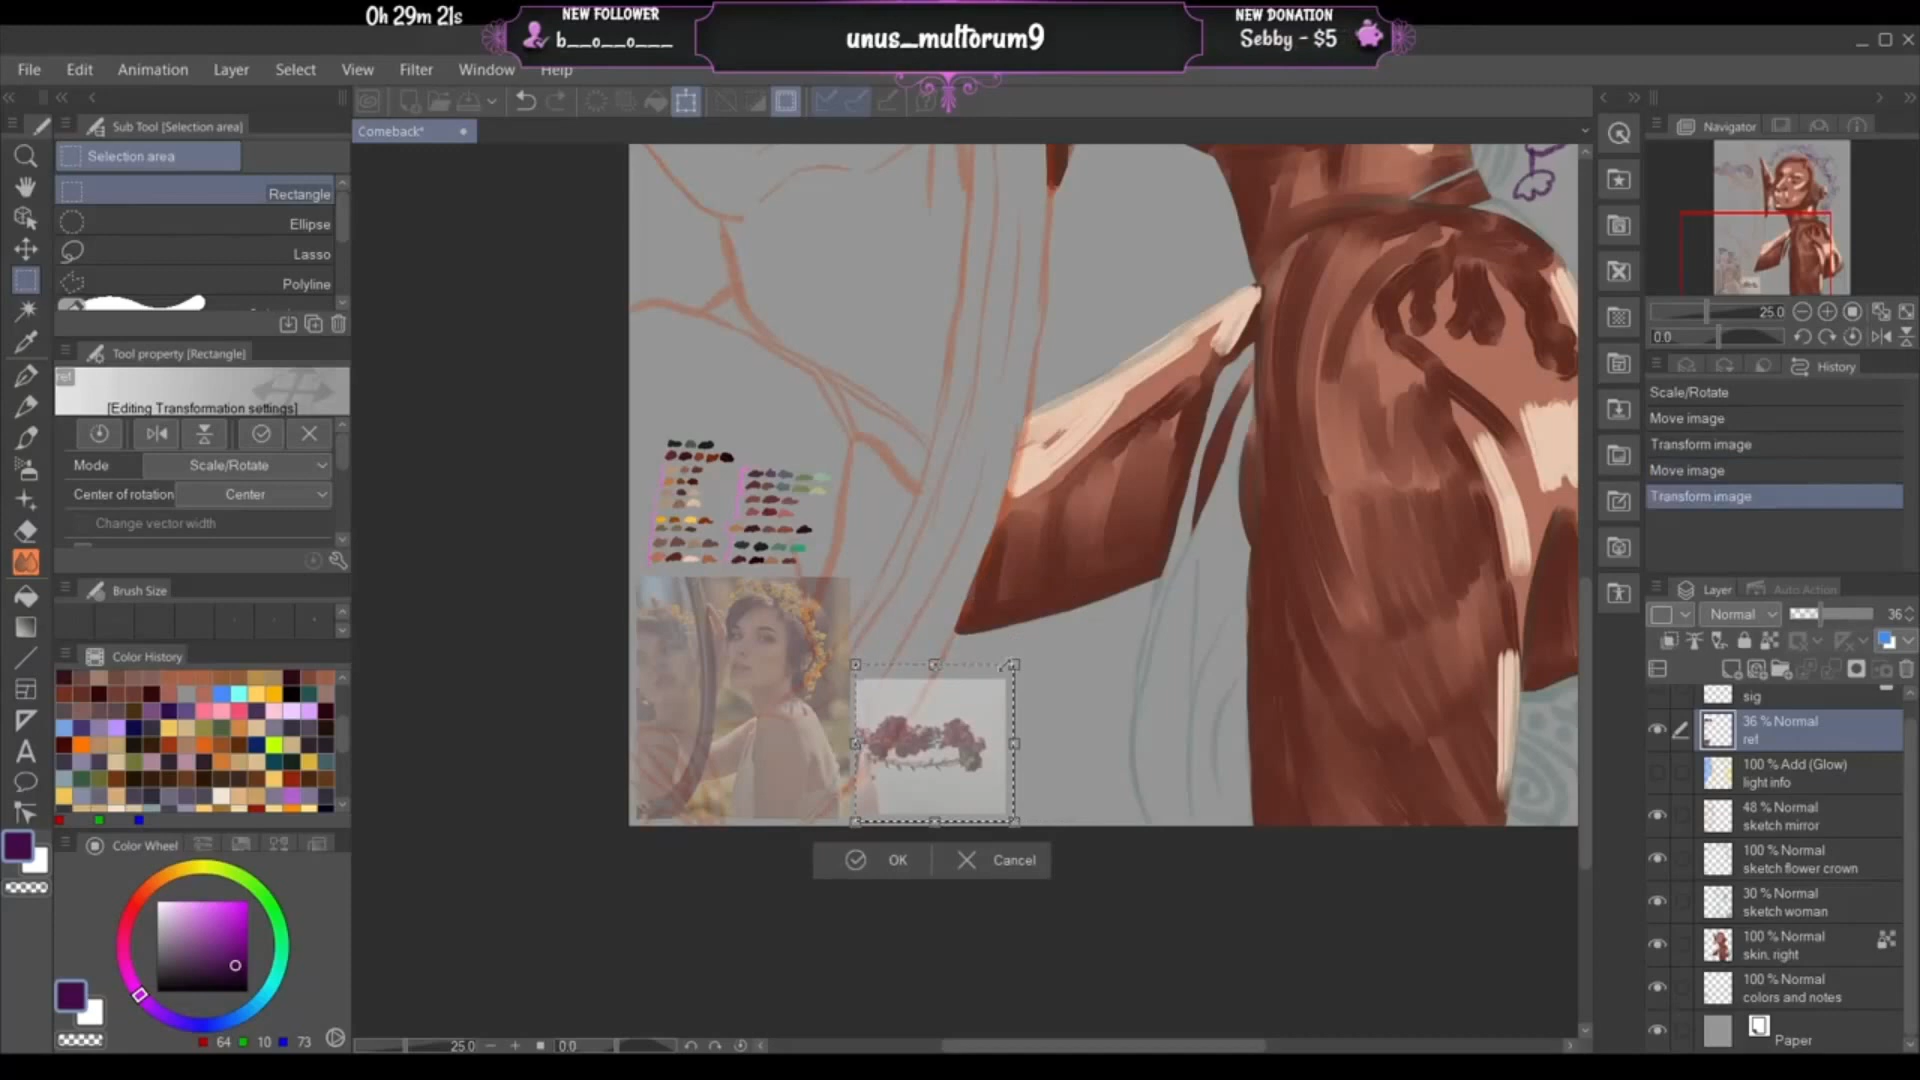 0h 29m 21s
NEW FOLLOWER
b__o__o___
unus_multorum9
NEW DONATION
Sebby - $5
File Edit Animation Layer Select View Filter Window Help
Sub Tool [Selection area]
Selection area
Rectangle
Ellipse
Lasso
Polyline
Tool property [Rectangle]
ref
[Editing Transformation settings]
Mode Scale/Rotate
Center of rotation Center
Change vector width
Brush Size
Color History
Color Wheel
64 10 73
Comeback*
OK Cancel
25.0 0.0
Navigator
25.0
0.0
History
Scale/Rotate
Move image
Transform image
Move image
Transform image
Layer Auto Action
Normal 36
sig
36 % Normal
ref
100 % Add (Glow)
light info
48 % Normal
sketch mirror
100 % Normal
sketch flower crown
30 % Normal
sketch woman
100 % Normal
skin, right
100 % Normal
colors and notes
Paper